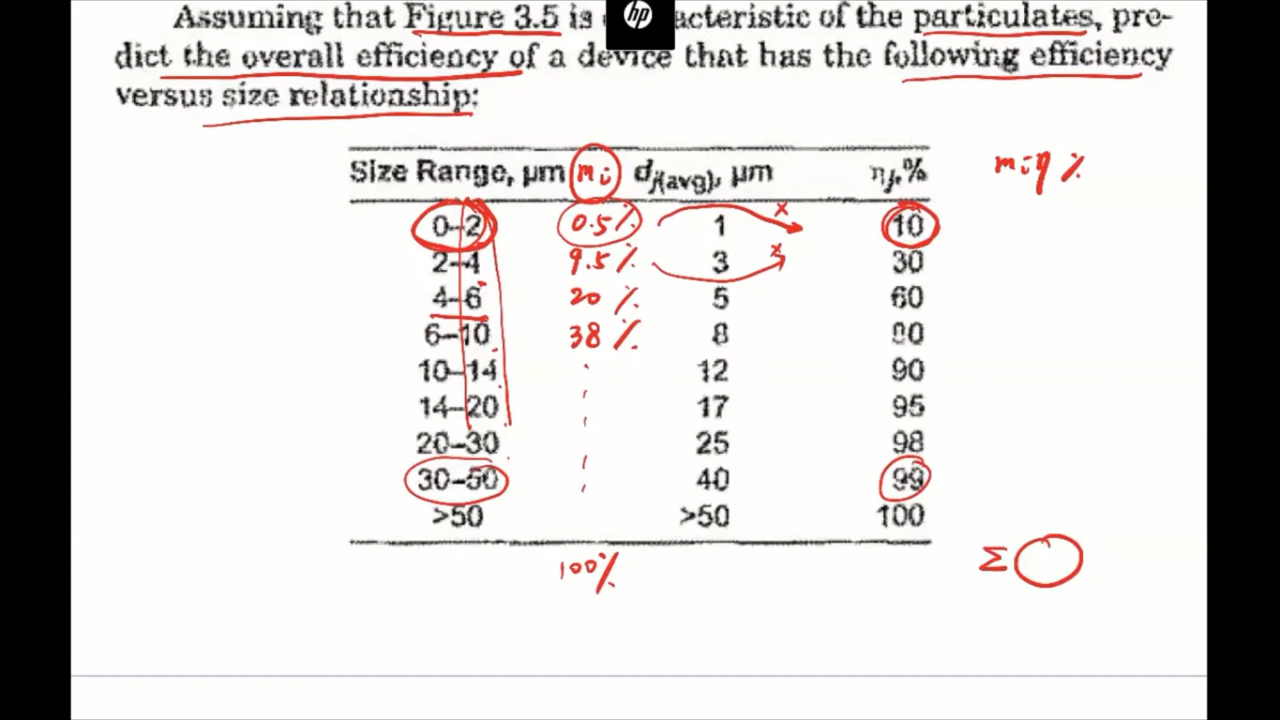 Assuming that Figure 3.5 is acteristic of the particulates, pre-
dict the overall efficiency of a device that has the following efficiency
versus size relationship:
hp
Size Range, μm mi dj(avg), μm ηj,% miη %
0–2 0.5% 1 × 10
2–4 9.5% 3 × 30
4–6 20% 5 60
6–10 38% 8 80
10–14 12 90
14–20 17 95
20–30 25 98
30–50 40 99
>50 >50 100
100% Σ